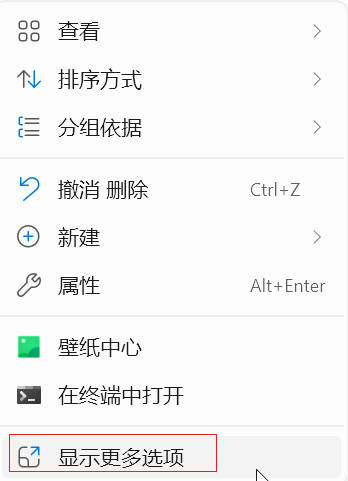 查看
排序方式
分组依据
撤消 删除 Ctrl+Z
新建
属性 Alt+Enter
壁纸中心
在终端中打开
显示更多选项